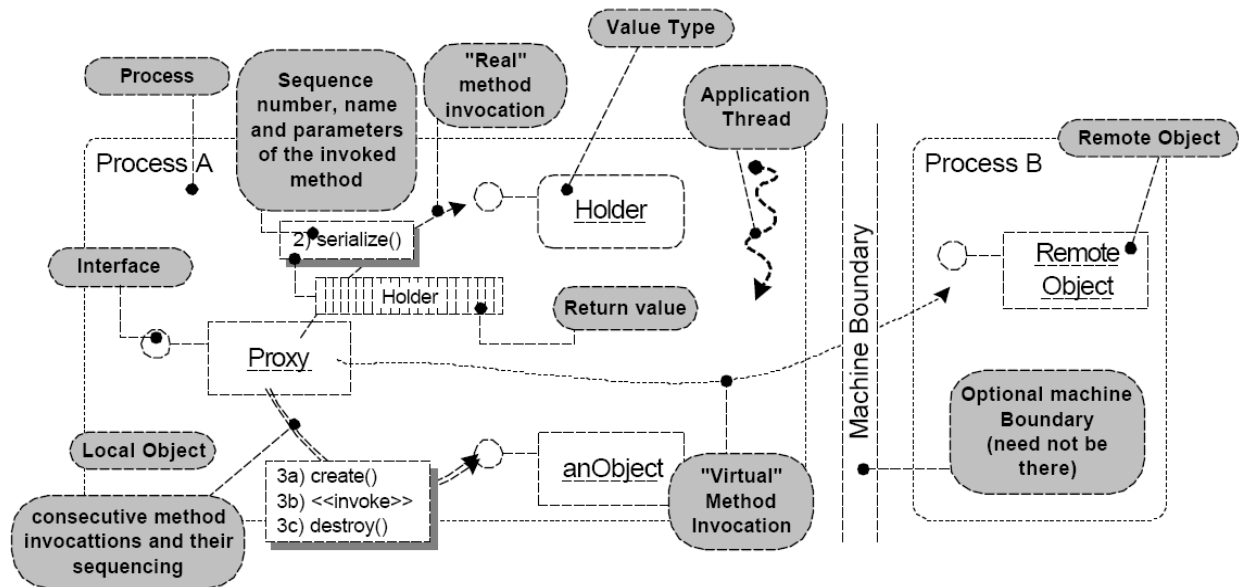 Value Type
Process
Sequence
number, name
and parameters
of the invoked
method
"Real"
method
invocation
Application
Thread
Remote Object
Process A
Process B
Holder
2) serialize()
Interface
Holder
Return value
Remote
Object
Machine Boundary
Proxy
Optional machine
Boundary
(need not be
there)
Local Object
anObject
3a) create()
3b) <<invoke>>
3c) destroy()
"Virtual"
Method
Invocation
consecutive method
invocattions and their
sequencing